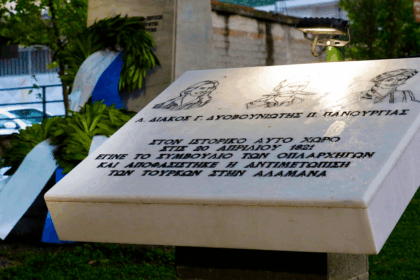 Α. ΔΙΑΚΟΣ Γ. ΔΥΟΒΟΥΝΙΩΤΗΣ Π. ΠΑΝΟΥΡΓΙΑΣ
ΣΤΟΝ ΙΣΤΟΡΙΚΟ ΑΥΤΟ ΧΩΡΟ
ΣΤΙΣ 20 ΑΠΡΙΛΙΟΥ 1821
ΕΓΙΝΕ ΤΟ ΣΥΜΒΟΥΛΙΟ ΤΩΝ ΟΠΛΑΡΧΗΓΩΝ
ΚΑΙ ΑΠΟΦΑΣΙΣΤΗΚΕ Η ΑΝΤΙΜΕΤΩΠΙΣΗ
ΤΩΝ ΤΟΥΡΚΩΝ ΣΤΗΝ ΑΛΑΜΑΝΑ